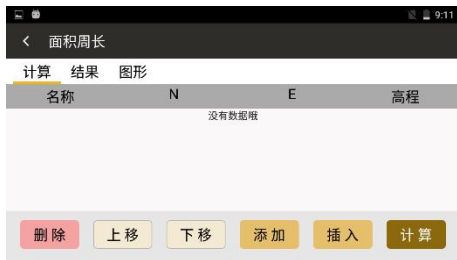 9:11
面积周长
计算 结果 图形
名称 N E 高程
没有数据哦
删除 上移 下移 添加 插入 计算